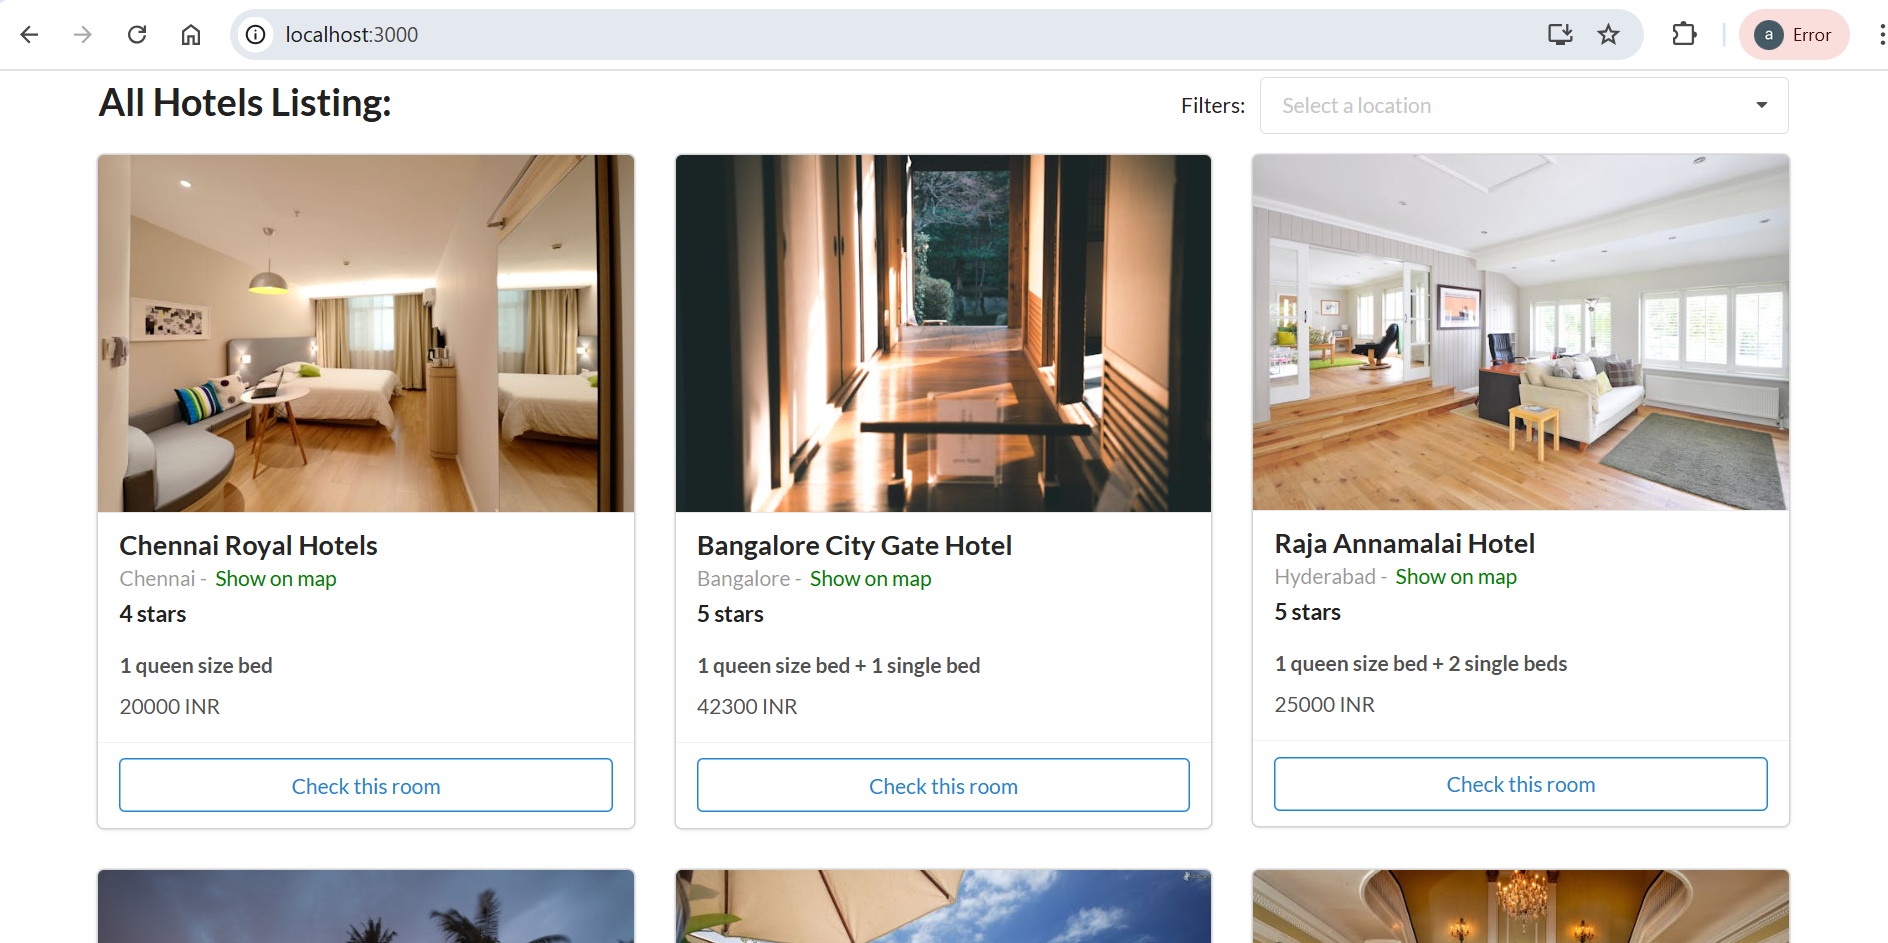 localhost:3000
a Error
All Hotels Listing:
Filters:
Select a location
Chennai Royal Hotels
Chennai - Show on map
4 stars
1 queen size bed
20000 INR
Check this room
Bangalore City Gate Hotel
Bangalore - Show on map
5 stars
1 queen size bed + 1 single bed
42300 INR
Check this room
Raja Annamalai Hotel
Hyderabad - Show on map
5 stars
1 queen size bed + 2 single beds
25000 INR
Check this room